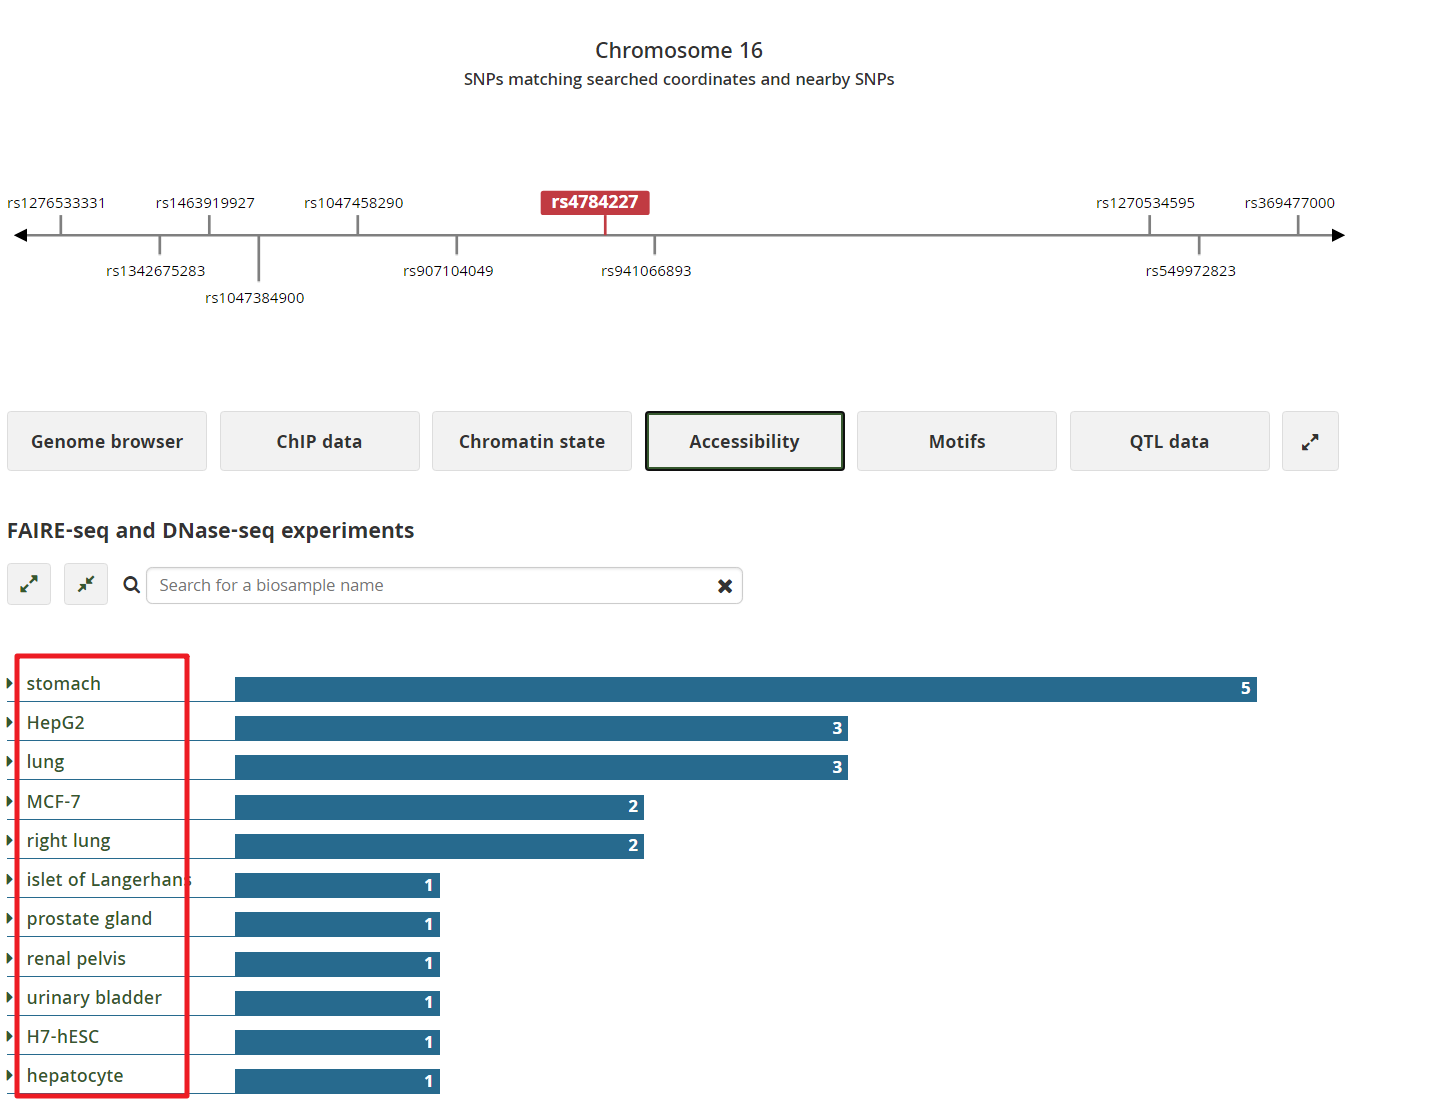 Chromosome 16
SNPs matching searched coordinates and nearby SNPs
rs1276533331 rs1463919927 rs1047458290 rs4784227 rs1270534595 rs369477000
rs1342675283 rs907104049 rs941066893 rs549972823
rs1047384900
Genome browser ChIP data Chromatin state Accessibility Motifs QTL data
FAIRE-seq and DNase-seq experiments
Search for a biosample name
stomach 5
HepG2 3
lung 3
MCF-7 2
right lung 2
islet of Langerhans 1
prostate gland 1
renal pelvis 1
urinary bladder 1
H7-hESC 1
hepatocyte 1